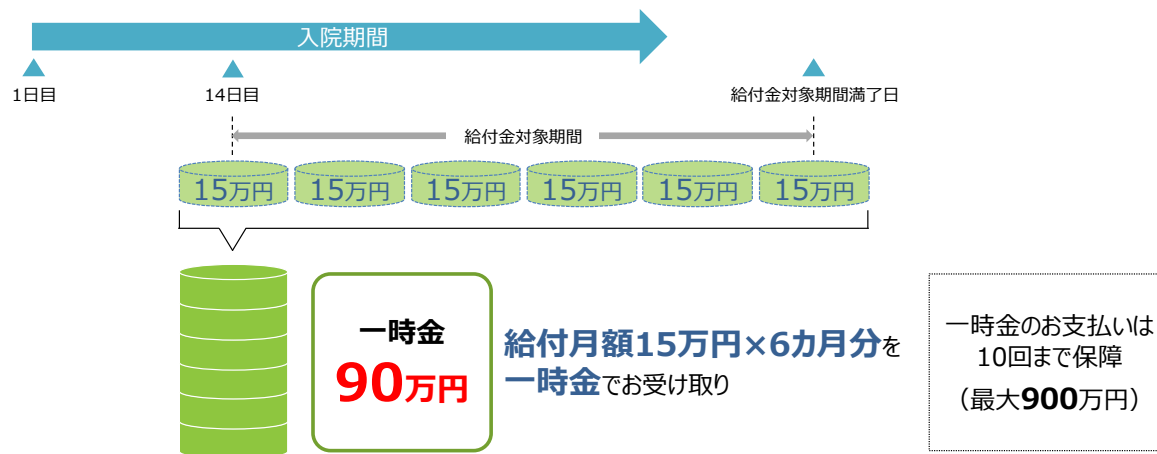 入院期間
1日目
14日目
給付金対象期間満了日
給付金対象期間
15万円
15万円
15万円
15万円
15万円
15万円
一時金
90万円
給付月額15万円×6カ月分を
一時金でお受け取り
一時金のお支払いは
10回まで保障
（最大900万円）